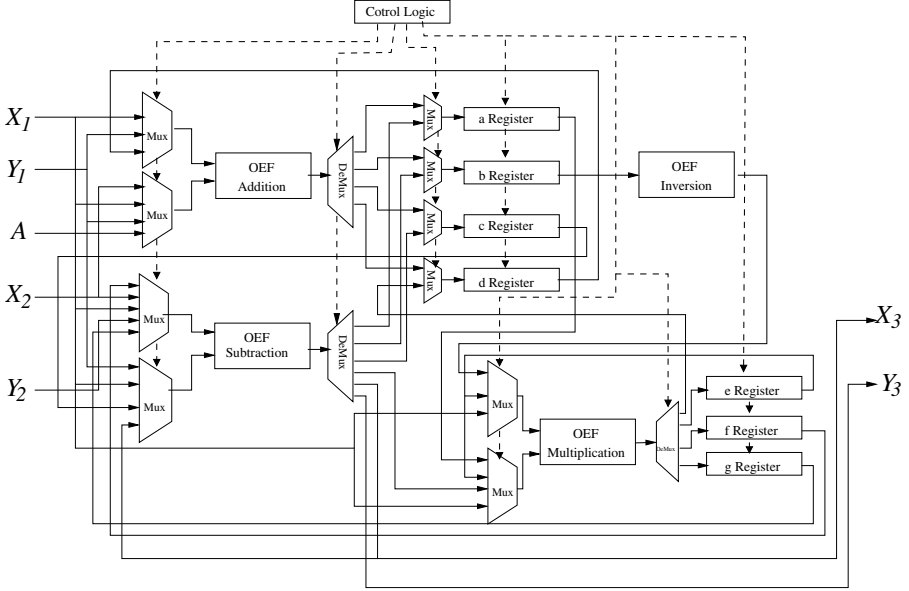 Cotrol Logic
X1
Mux
Mux
a Register
Y1
OEF
Addition
DeMux
Mux
b Register
OEF
Inversion
A
Mux
Mux
c Register
X2
Mux
d Register
Mux
OEF
Subtraction
DeMux
X3
Y2
Mux
Mux
e Register
Y3
OEF
Multiplication
DeMux
f Register
Mux
g Register